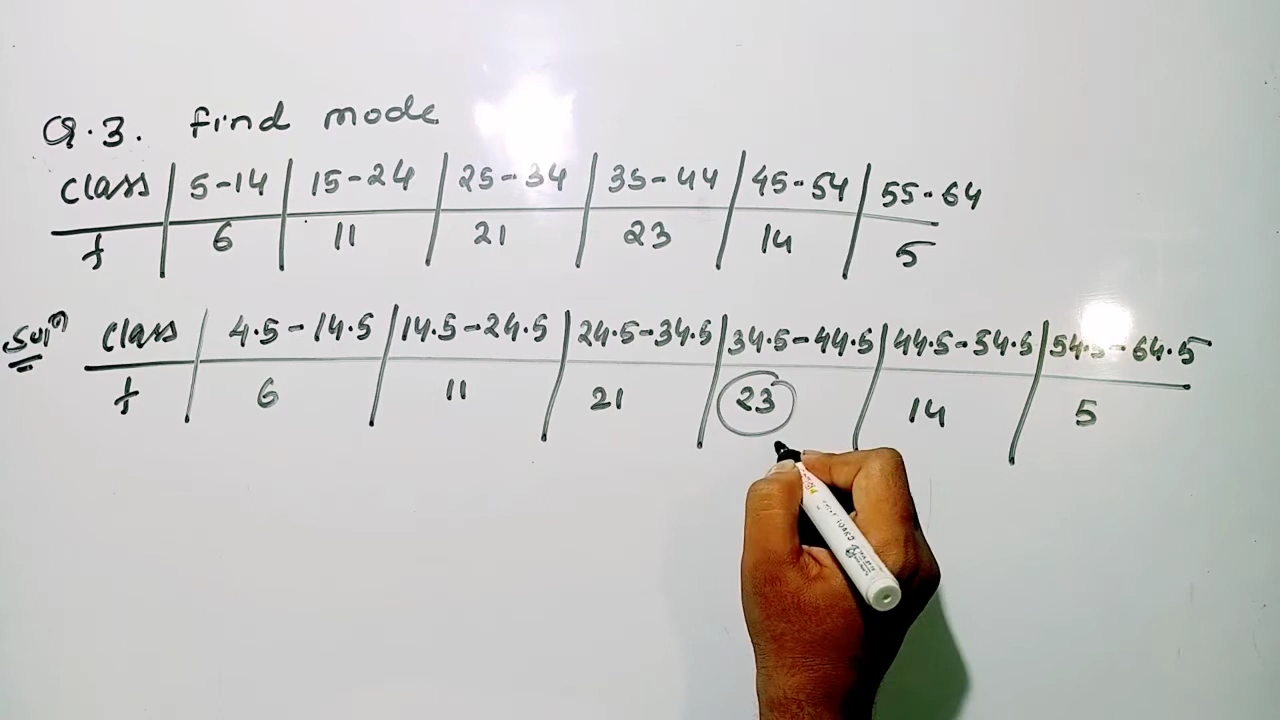 Q.3. find mode
class 5-14 15-24 25-34 35-44 45-54 55-64
f 6 11 21 23 14 5
Solⁿ class 4.5-14.5 14.5-24.5 24.5-34.5 34.5-44.5 44.5-54.5 54.5-64.5
f 6 11 21 23 14 5